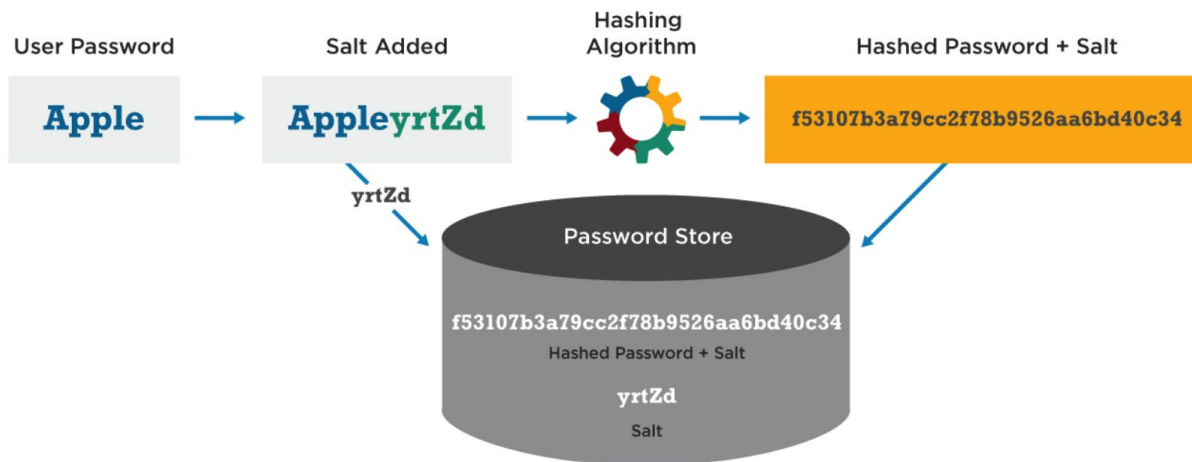 User Password
Salt Added
Hashing
Algorithm
Hashed Password + Salt
Apple
AppleyrtZd
f53107b3a79cc2f78b9526aa6bd40c34
yrtZd
Password Store
f53107b3a79cc2f78b9526aa6bd40c34
Hashed Password + Salt
yrtZd
Salt